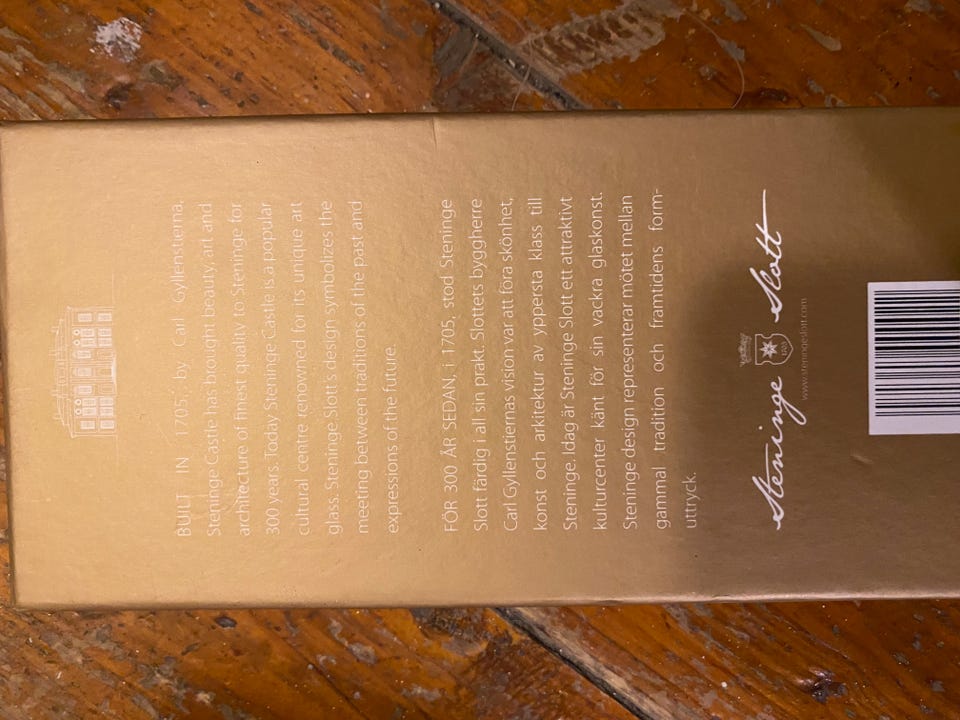 BUILT IN 1705, by Carl Gyllenstierna,
Steninge Castle has brought beauty, art and
architecture of finest quality to Steninge for
300 years. Today Steninge Castle is a popular
cultural centre renowned for its unique art
glass. Steninge Slott's design symbolizes the
meeting between traditions of the past and
expressions of the future.
FÖR 300 ÅR SEDAN, i 1705, stod Steninge
Slott färdig i all sin prakt. Slottets byggherre
Carl Gyllenstiernas vision var att föra skönhet,
konst och arkitektur av yppersta klass till
Steninge. Idag är Steninge Slott ett attraktivt
kulturcenter känt för sin vackra glaskonst.
Steninge design representerar mötet mellan
gammal tradition och framtidens form-
uttryck.
Steninge 1705 Slott
www.steningeslott.com